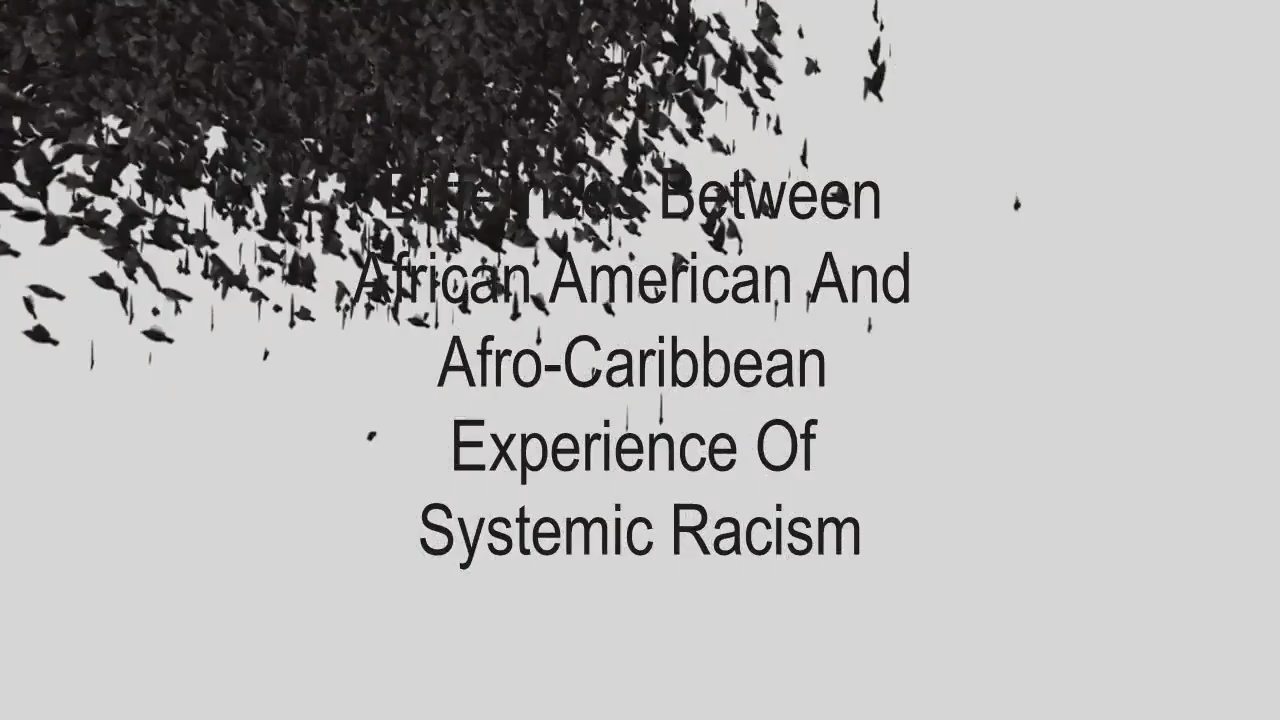 Between
African American And
Afro-Caribbean
Experience Of
Systemic Racism